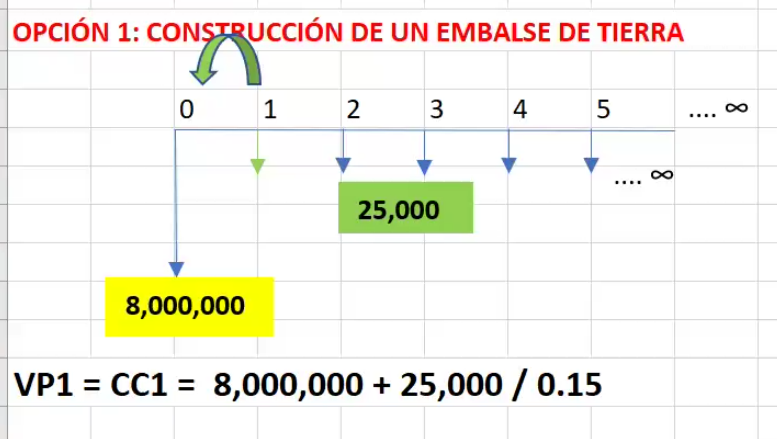 OPCIÓN 1: CONSTRUCCIÓN DE UN EMBALSE DE TIERRA
0 1 2 3 4 5 .... ∞
.... ∞
25,000
8,000,000
VP1 = CC1 = 8,000,000 + 25,000 / 0.15